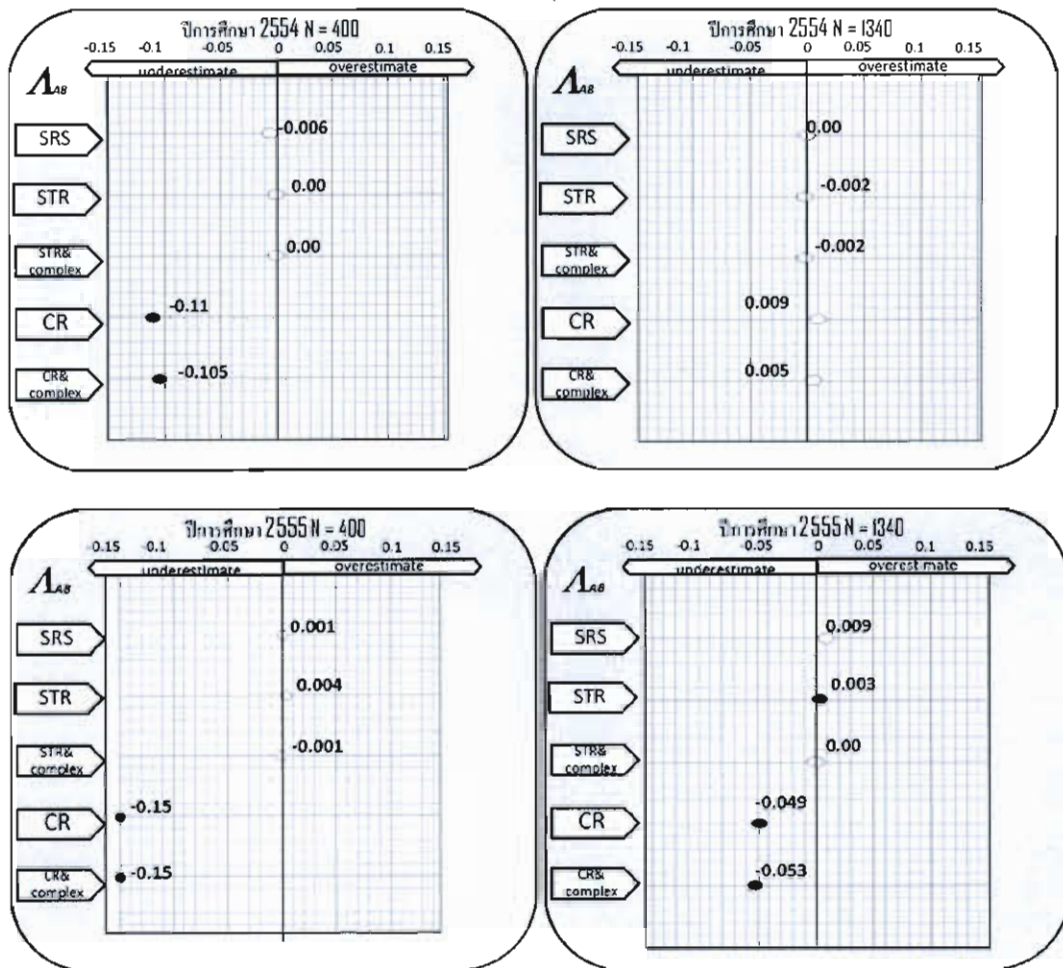 ปีการศึกษา 2554 N = 400
-0.15 -0.1 -0.05 0 0.05 0.1 0.15
underestimate overestimate
ΛAB
SRS -0.006
STR 0.00
STR& complex 0.00
CR -0.11
CR& complex -0.105
ปีการศึกษา 2554 N = 1340
-0.15 -0.1 -0.05 0 0.05 0.1 0.15
underestimate overestimate
ΛAB
SRS 0.00
STR -0.002
STR& complex -0.002
CR 0.009
CR& complex 0.005
ปีการศึกษา 2555 N = 400
-0.15 -0.1 -0.05 0 0.05 0.1 0.15
underestimate overestimate
ΛAB
SRS 0.001
STR 0.004
STR& complex -0.001
CR -0.15
CR& complex -0.15
ปีการศึกษา 2555 N = 1340
-0.15 -0.1 -0.05 0 0.05 0.1 0.15
underestimate overest mate
ΛAB
SRS 0.009
STR 0.003
STR& complex 0.00
CR -0.049
CR& complex -0.053